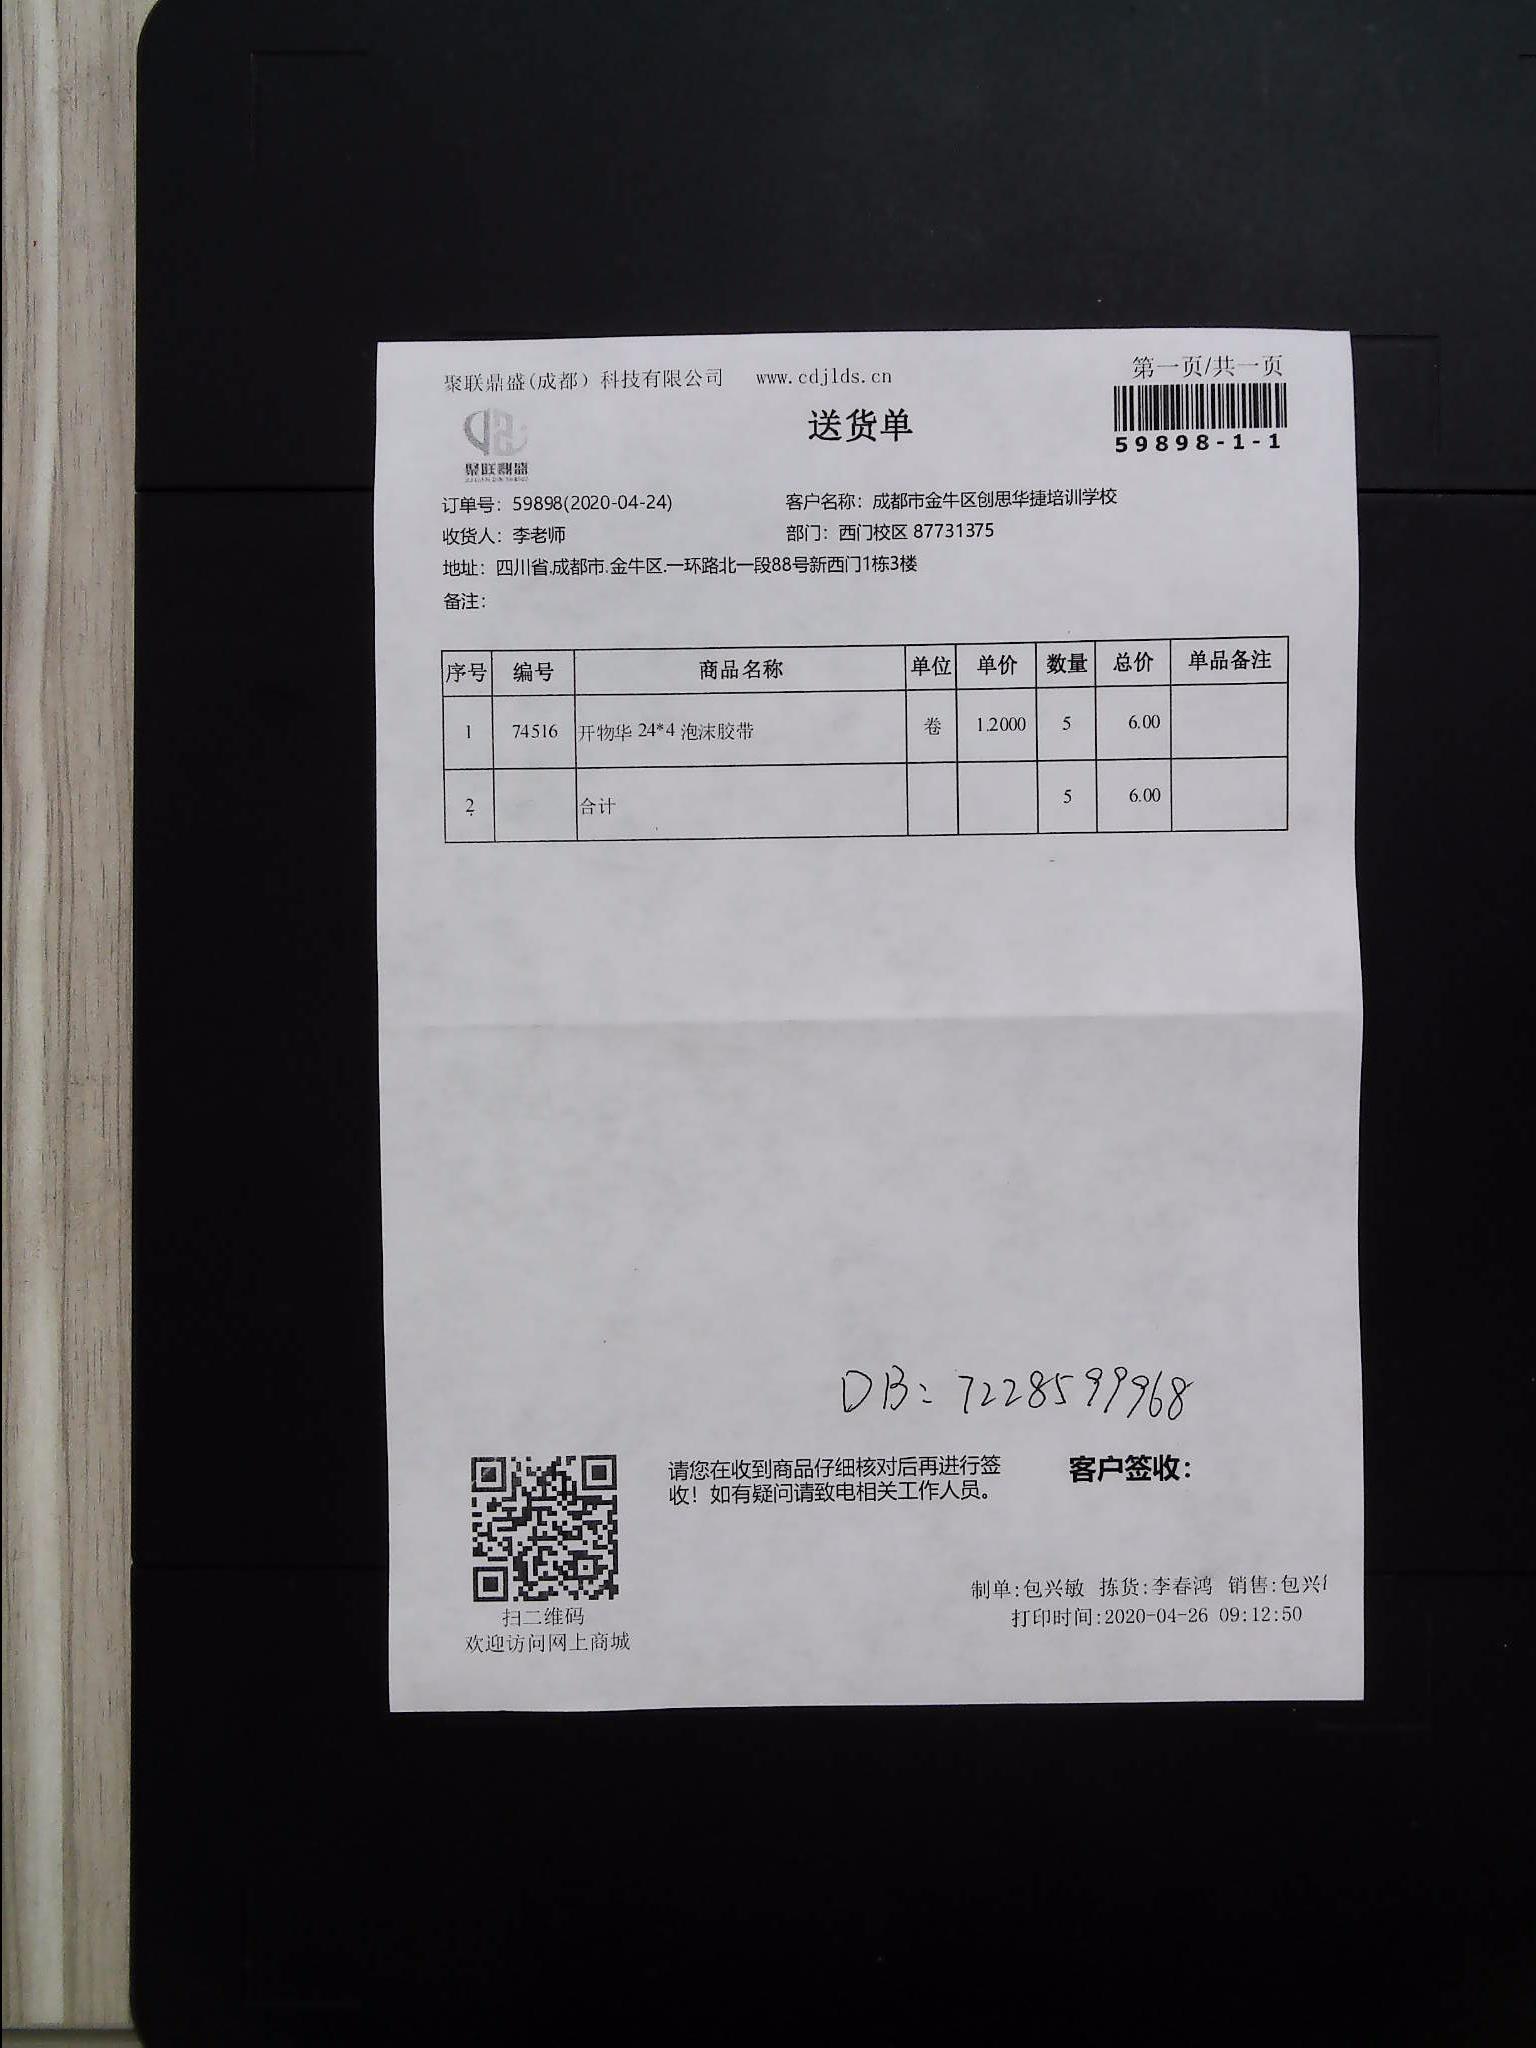 第一页/共一页
聚联鼎盛(成都）科技有限公司 www.cdjlds.cn
送货单
59898-1-1
聚联鼎盛
订单号：59898(2020-04-24) 客户名称：成都市金牛区创思华捷培训学校
收货人：李老师 部门：西门校区 87731375
地址：四川省.成都市.金牛区.一环路北一段88号新西门1栋3楼
备注：
序号 编号 商品名称 单位 单价 数量 总价 单品备注
1 74516 开物华 24*4 泡沫胶带 卷 1.2000 5 6.00
2 合计 5 6.00
DB：7228599968
请您在收到商品仔细核对后再进行签 客户签收：
收！如有疑问请致电相关工作人员。
制单:包兴敏 拣货:李春鸿 销售:包兴
打印时间:2020-04-26 09:12:50
扫二维码
欢迎访问网上商城